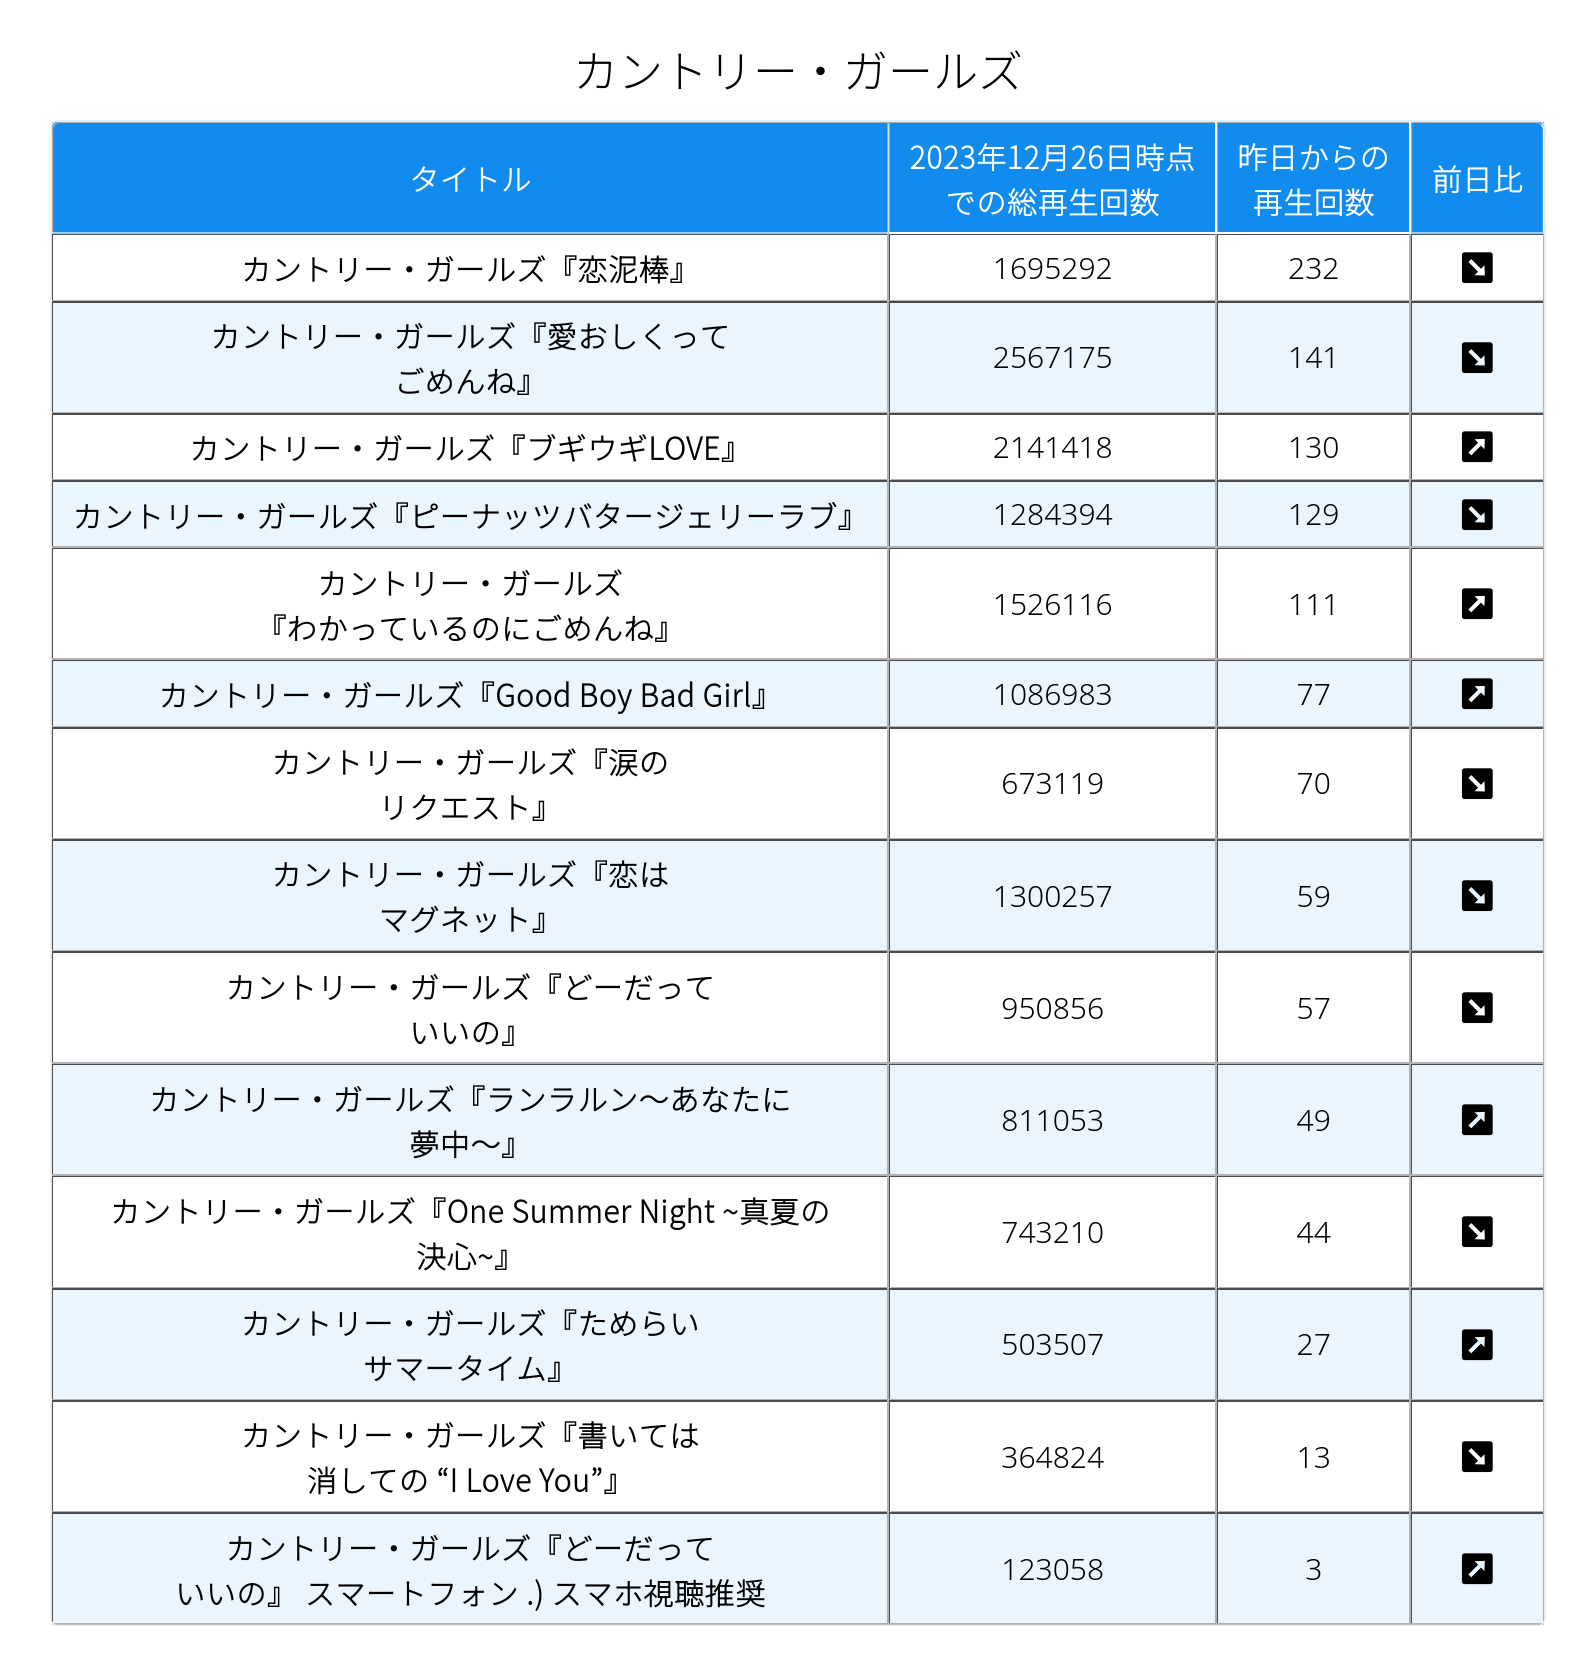 カントリー・ガールズ
タイトル
2023年12月26日時点
での総再生回数
昨日からの
再生回数
前日比
カントリー・ガールズ『恋泥棒』
1695292
232
カントリー・ガールズ『愛おしくって
ごめんね』
2567175
141
カントリー・ガールズ『ブギウギLOVE』
2141418
130
カントリー・ガールズ『ピーナッツバタージェリーラブ』
1284394
129
カントリー・ガールズ
『わかっているのにごめんね』
1526116
111
カントリー・ガールズ『Good Boy Bad Girl』
1086983
77
カントリー・ガールズ『涙の
リクエスト』
673119
70
カントリー・ガールズ『恋は
マグネット』
1300257
59
カントリー・ガールズ『どーだって
いいの』
950856
57
カントリー・ガールズ『ランラルン〜あなたに
夢中〜』
811053
49
カントリー・ガールズ『One Summer Night ~真夏の
決心~』
743210
44
カントリー・ガールズ『ためらい
サマータイム』
503507
27
カントリー・ガールズ『書いては
消しての “I Love You”』
364824
13
カントリー・ガールズ『どーだって
いいの』 スマートフォン .) スマホ視聴推奨
123058
3